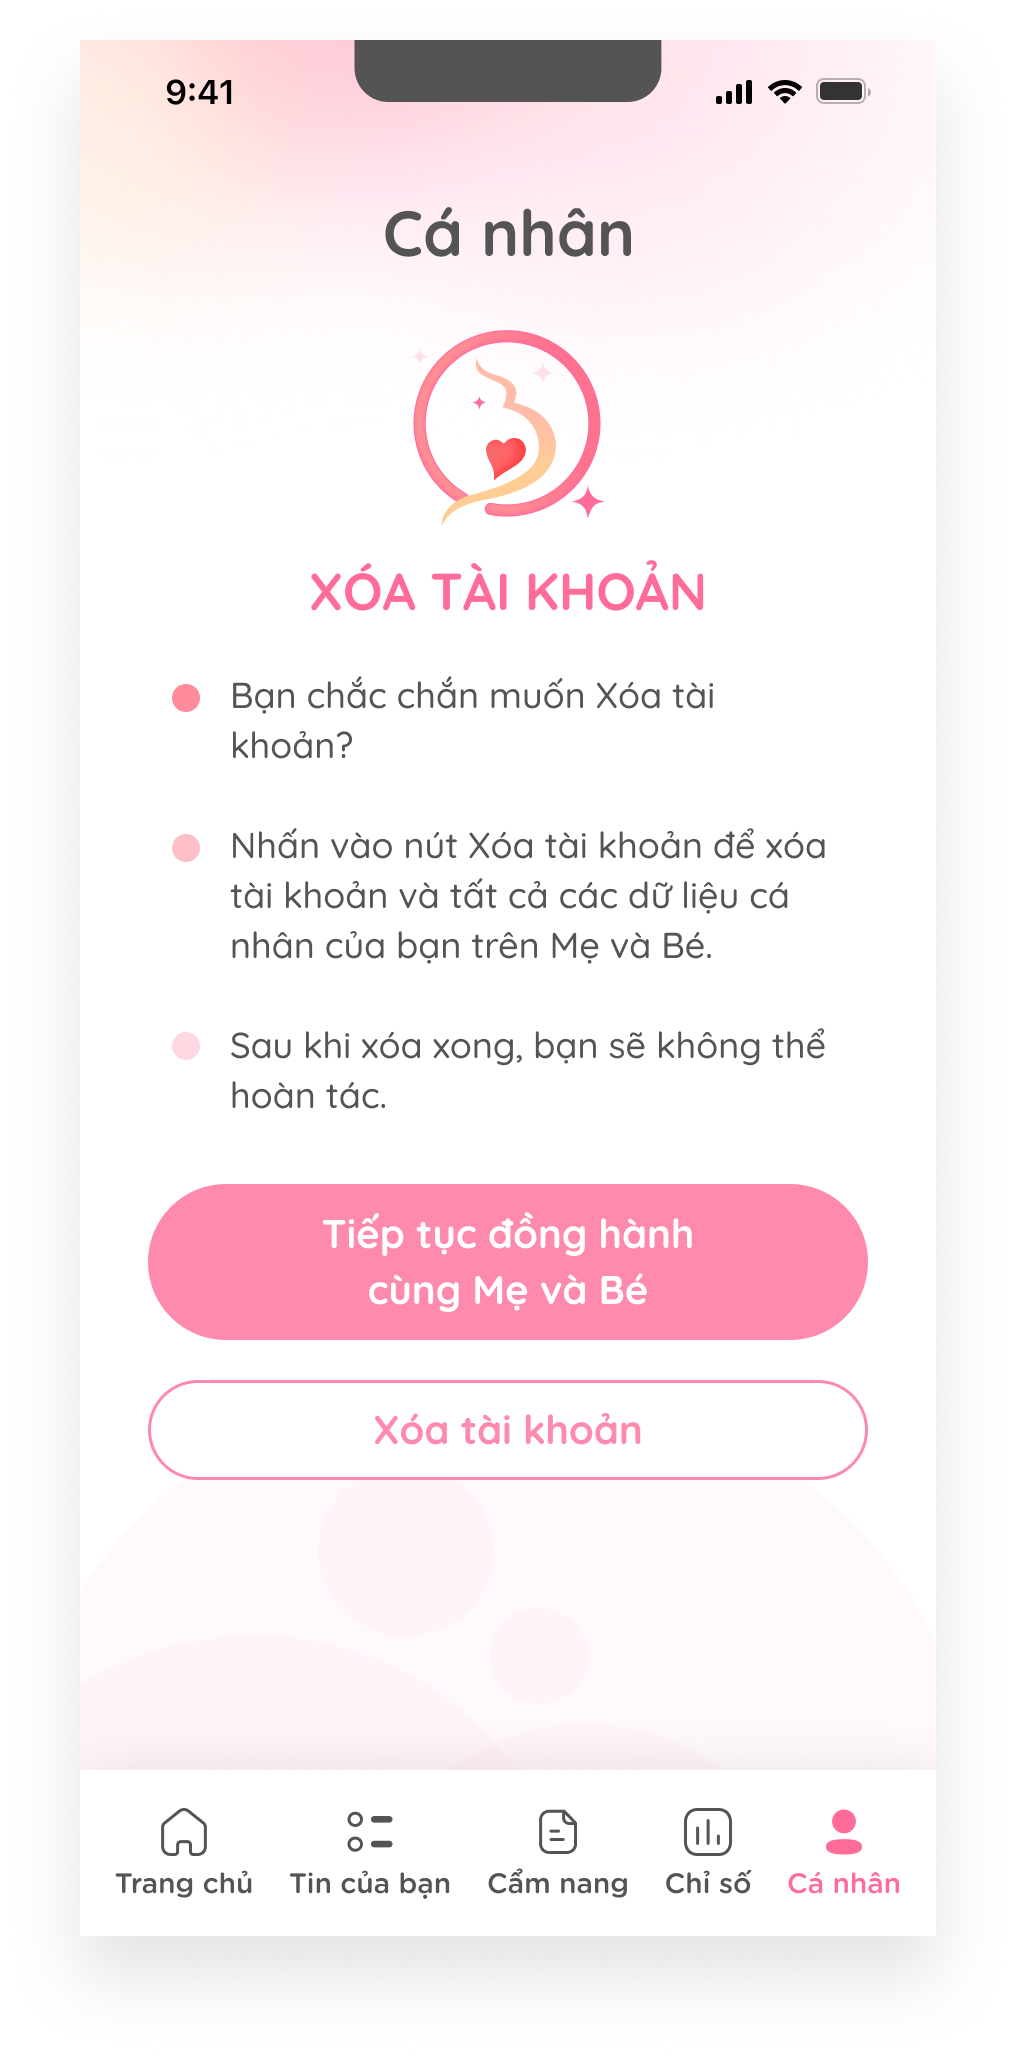 9:41
Cá nhân
XÓA TÀI KHOẢN
Bạn chắc chắn muốn Xóa tài
khoản?
Nhấn vào nút Xóa tài khoản để xóa
tài khoản và tất cả các dữ liệu cá
nhân của bạn trên Mẹ và Bé.
Sau khi xóa xong, bạn sẽ không thể
hoàn tác.
Tiếp tục đồng hành
cùng Mẹ và Bé
Xóa tài khoản
Trang chủ
Tin của bạn
Cẩm nang
Chỉ số
Cá nhân